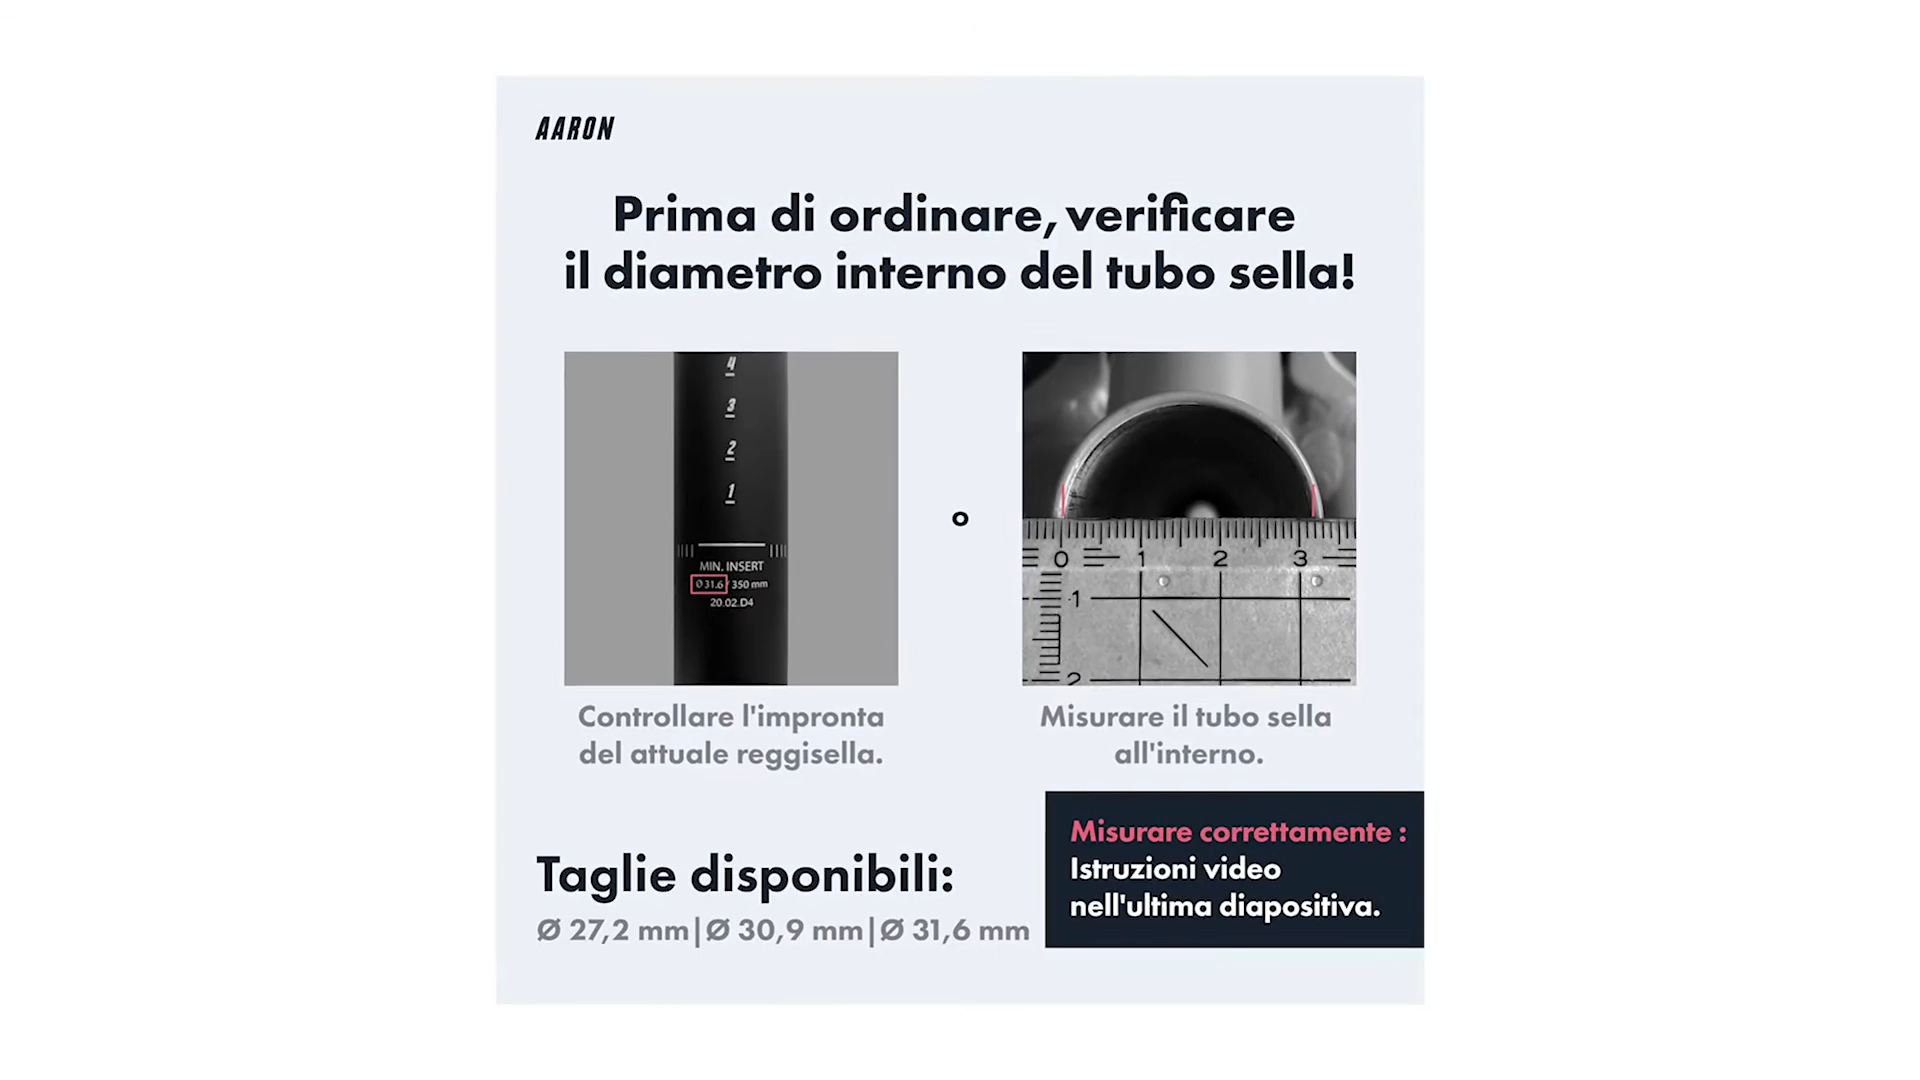 AARON
Prima di ordinare, verificare
il diametro interno del tubo sella!
4
3
2
1
MIN. INSERT
Ø 31.6 / 350 mm
20.02.D4
o
0 1 2 3
1
2
Controllare l'impronta
del attuale reggisella.
Misurare il tubo sella
all'interno.
Misurare correttamente :
Istruzioni video
nell'ultima diapositiva.
Taglie disponibili:
Ø 27,2 mm|Ø 30,9 mm|Ø 31,6 mm